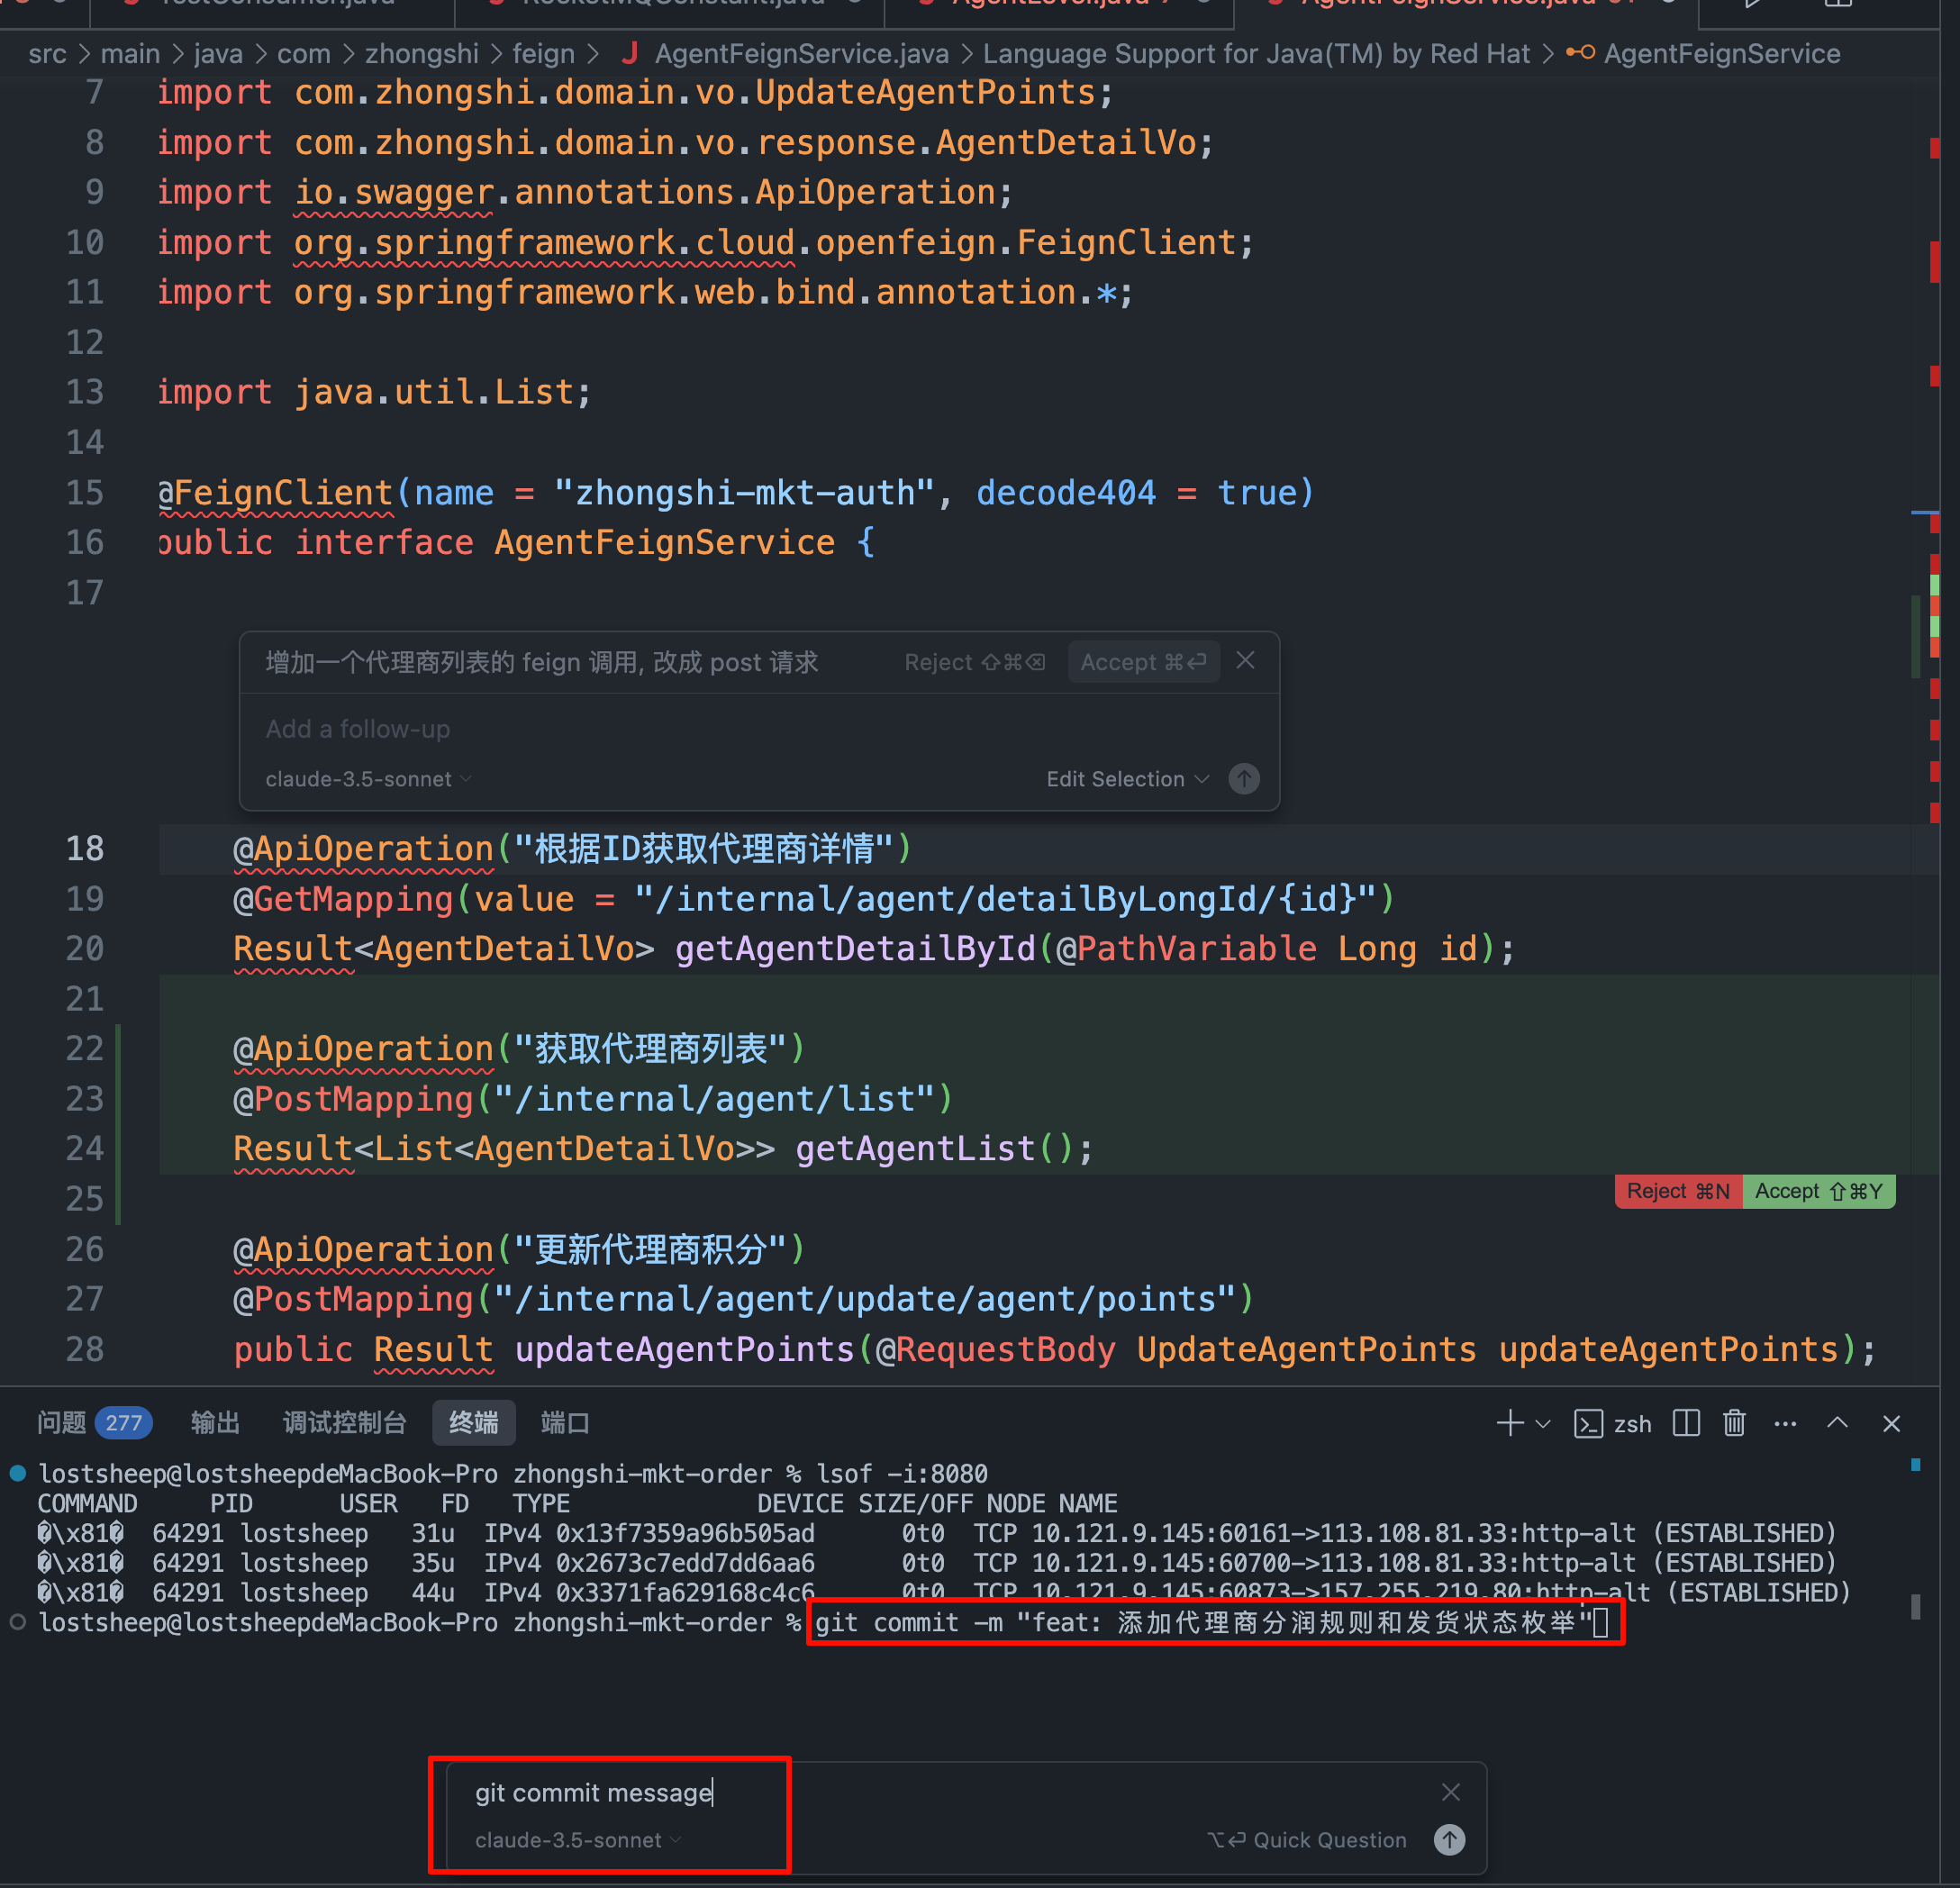 TestConsumer.java RocketMQConstant.java AgentLevel.java 7 AgentFeignService.java
src > main > java > com > zhongshi > feign > J AgentFeignService.java > Language Support for Java(TM) by Red Hat > AgentFeignService
7 import com.zhongshi.domain.vo.UpdateAgentPoints;
8 import com.zhongshi.domain.vo.response.AgentDetailVo;
9 import io.swagger.annotations.ApiOperation;
10 import org.springframework.cloud.openfeign.FeignClient;
11 import org.springframework.web.bind.annotation.*;
12
13 import java.util.List;
14
15 @FeignClient(name = "zhongshi-mkt-auth", decode404 = true)
16 public interface AgentFeignService {
17
增加一个代理商列表的 feign 调用, 改成 post 请求 Reject ⇧⌘⌫ Accept ⌘⏎
Add a follow-up
claude-3.5-sonnet Edit Selection
18 @ApiOperation("根据ID获取代理商详情")
19 @GetMapping(value = "/internal/agent/detailByLongId/{id}")
20 Result<AgentDetailVo> getAgentDetailById(@PathVariable Long id);
21
22 @ApiOperation("获取代理商列表")
23 @PostMapping("/internal/agent/list")
24 Result<List<AgentDetailVo>> getAgentList();
25 Reject ⌘N Accept ⇧⌘Y
26 @ApiOperation("更新代理商积分")
27 @PostMapping("/internal/agent/update/agent/points")
28 public Result updateAgentPoints(@RequestBody UpdateAgentPoints updateAgentPoints);
问题 277 输出 调试控制台 终端 端口 zsh
lostsheep@lostsheepdeMacBook-Pro zhongshi-mkt-order % lsof -i:8080
COMMAND PID USER FD TYPE DEVICE SIZE/OFF NODE NAME
�\x81� 64291 lostsheep 31u IPv4 0x13f7359a96b505ad 0t0 TCP 10.121.9.145:60161->113.108.81.33:http-alt (ESTABLISHED)
�\x81� 64291 lostsheep 35u IPv4 0x2673c7edd7dd6aa6 0t0 TCP 10.121.9.145:60700->113.108.81.33:http-alt (ESTABLISHED)
�\x81� 64291 lostsheep 44u IPv4 0x3371fa629168c4c6 0t0 TCP 10.121.9.145:60873->157.255.219.80:http-alt (ESTABLISHED)
lostsheep@lostsheepdeMacBook-Pro zhongshi-mkt-order % git commit -m "feat: 添加代理商分润规则和发货状态枚举"
git commit message
claude-3.5-sonnet ⌥⏎ Quick Question